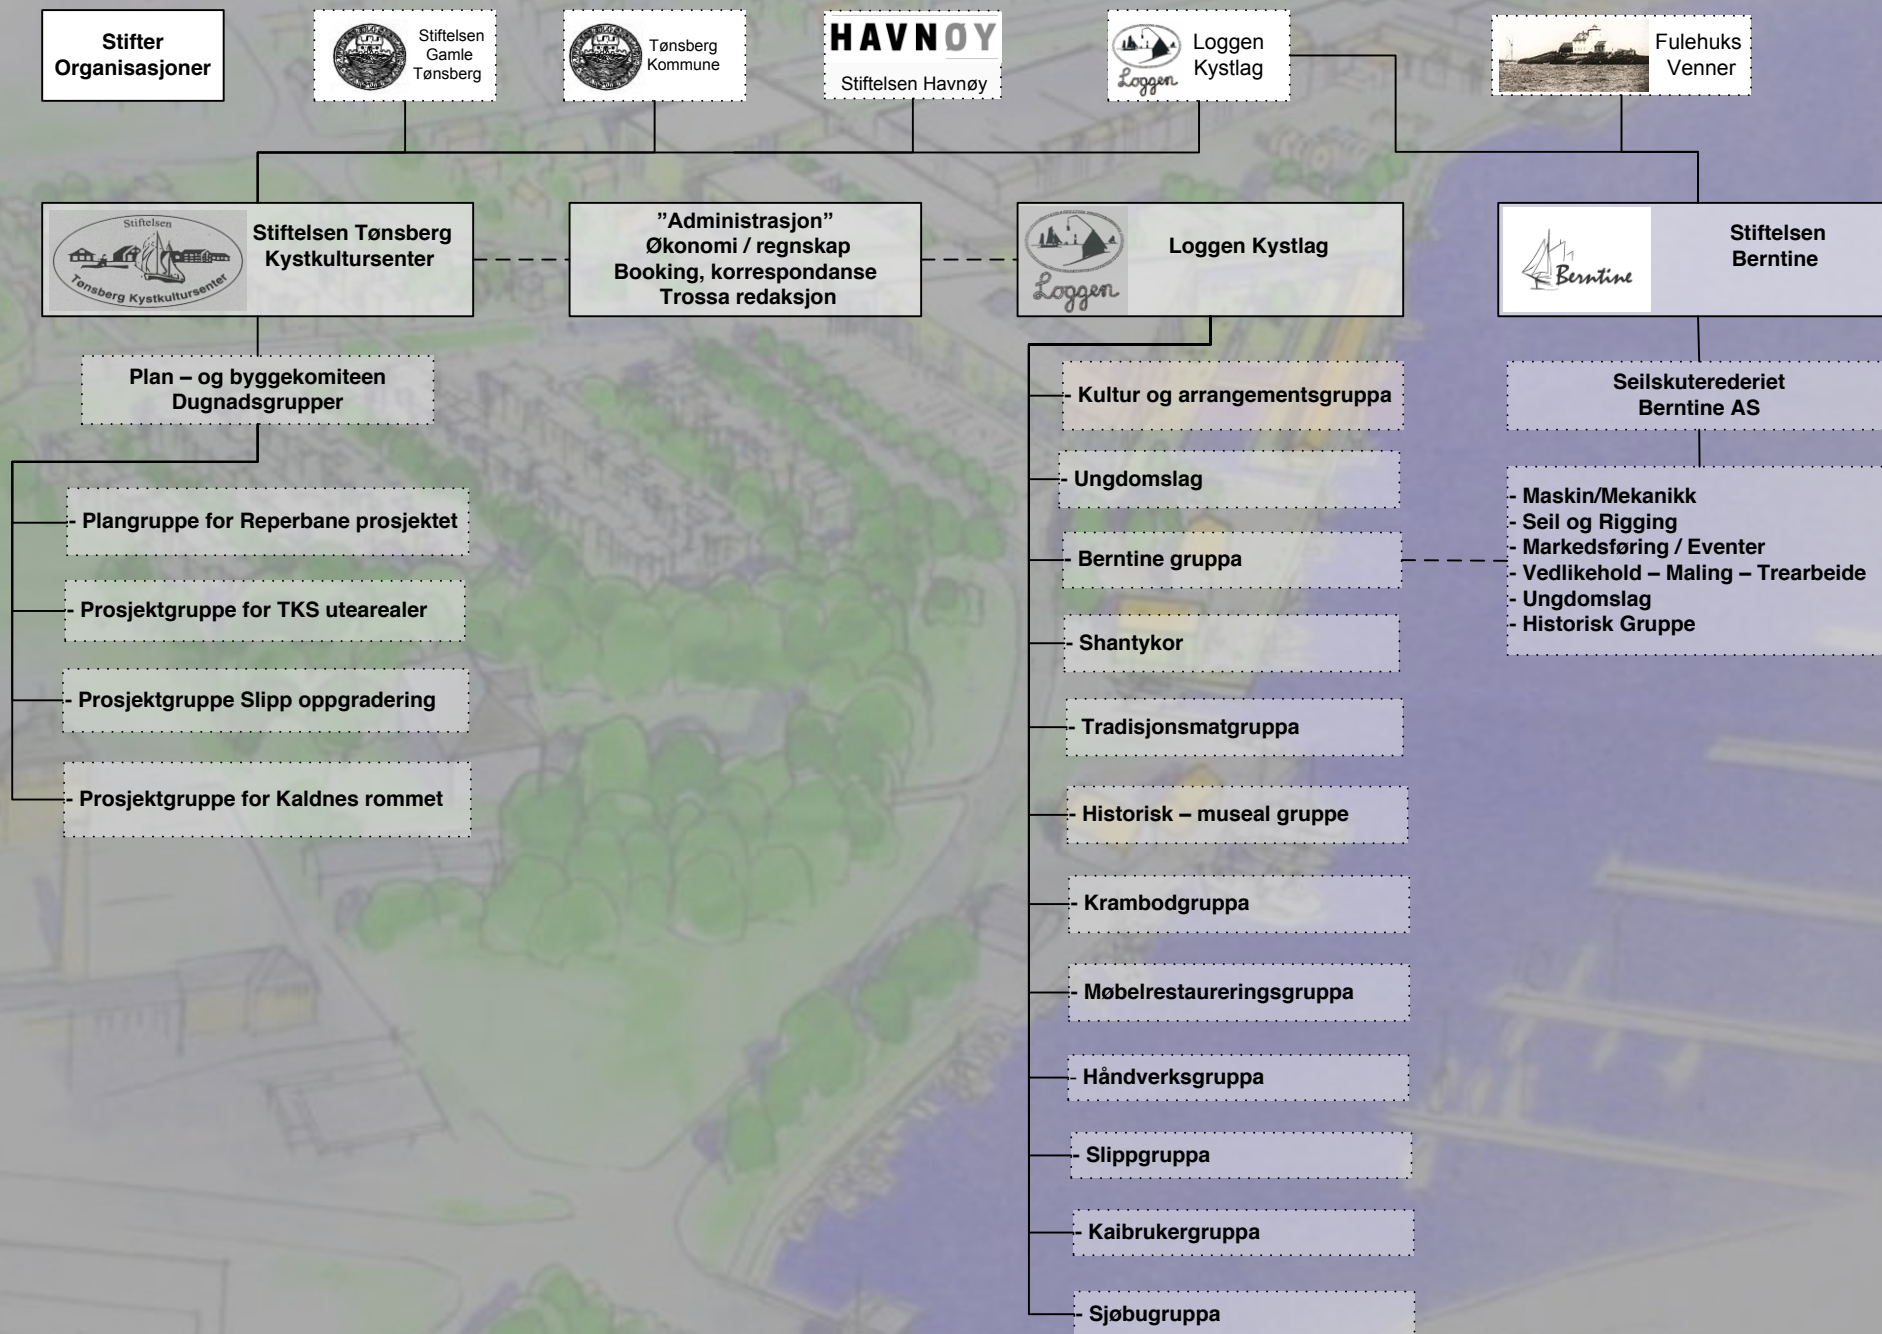 Stifter
Organisasjoner
Stiftelsen
Gamle
Tønsberg
Tønsberg
Kommune
HAVNØY
Stiftelsen Havnøy
Loggen
Loggen
Kystlag
Fulehuks
Venner
Stiftelsen
Tønsberg Kystkultursenter
Stiftelsen Tønsberg
Kystkultursenter
”Administrasjon”
Økonomi / regnskap
Booking, korrespondanse
Trossa redaksjon
Loggen
Loggen Kystlag
Berntine
Stiftelsen
Berntine
Plan – og byggekomiteen
Dugnadsgrupper
- Plangruppe for Reperbane prosjektet
- Prosjektgruppe for TKS utearealer
- Prosjektgruppe Slipp oppgradering
- Prosjektgruppe for Kaldnes rommet
- Kultur og arrangementsgruppa
- Ungdomslag
- Berntine gruppa
- Shantykor
- Tradisjonsmatgruppa
- Historisk – museal gruppe
- Krambodgruppa
- Møbelrestaureringsgruppa
- Håndverksgruppa
- Slippgruppa
- Kaibrukergruppa
- Sjøbugruppa
Seilskuterederiet
Berntine AS
- Maskin/Mekanikk
- Seil og Rigging
- Markedsføring / Eventer
- Vedlikehold – Maling – Trearbeide
- Ungdomslag
- Historisk Gruppe